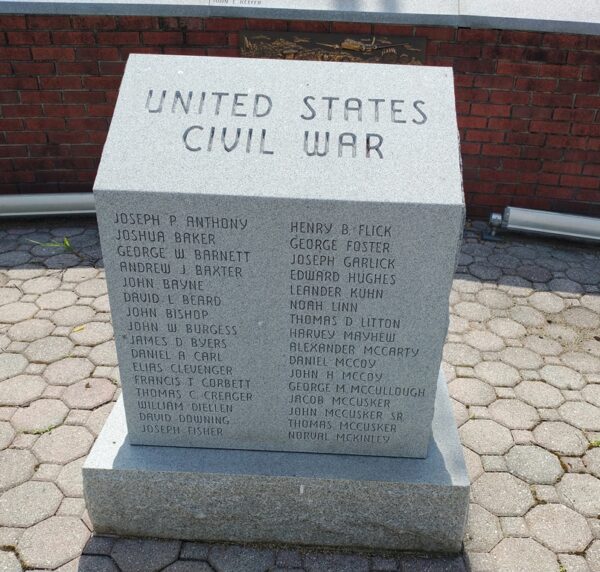 UNITED STATES
CIVIL WAR
JOSEPH P. ANTHONY
JOSHUA BAKER
GEORGE W. BARNETT
ANDREW J. BAXTER
JOHN BAYNE
DAVID L. BEARD
JOHN BISHOP
JOHN W. BURGESS
JAMES D. BYERS
DANIEL A. CARL
ELIAS CLEVENGER
FRANCIS T. CORBETT
THOMAS C. CREAGER
WILLIAM DIELLEN
DAVID DOWNING
JOSEPH FISHER
HENRY B. FLICK
GEORGE FOSTER
JOSEPH GARLICK
EDWARD HUGHES
LEANDER KUHN
NOAH LINN
THOMAS D. LITTON
HARVEY MAYHEW
ALEXANDER MCCARTY
DANIEL MCCOY
JOHN H. MCCOY
GEORGE M. MCCULLOUGH
JACOB MCCUSKER
JOHN MCCUSKER SR.
THOMAS MCCUSKER
NORVAL MCKINLEY